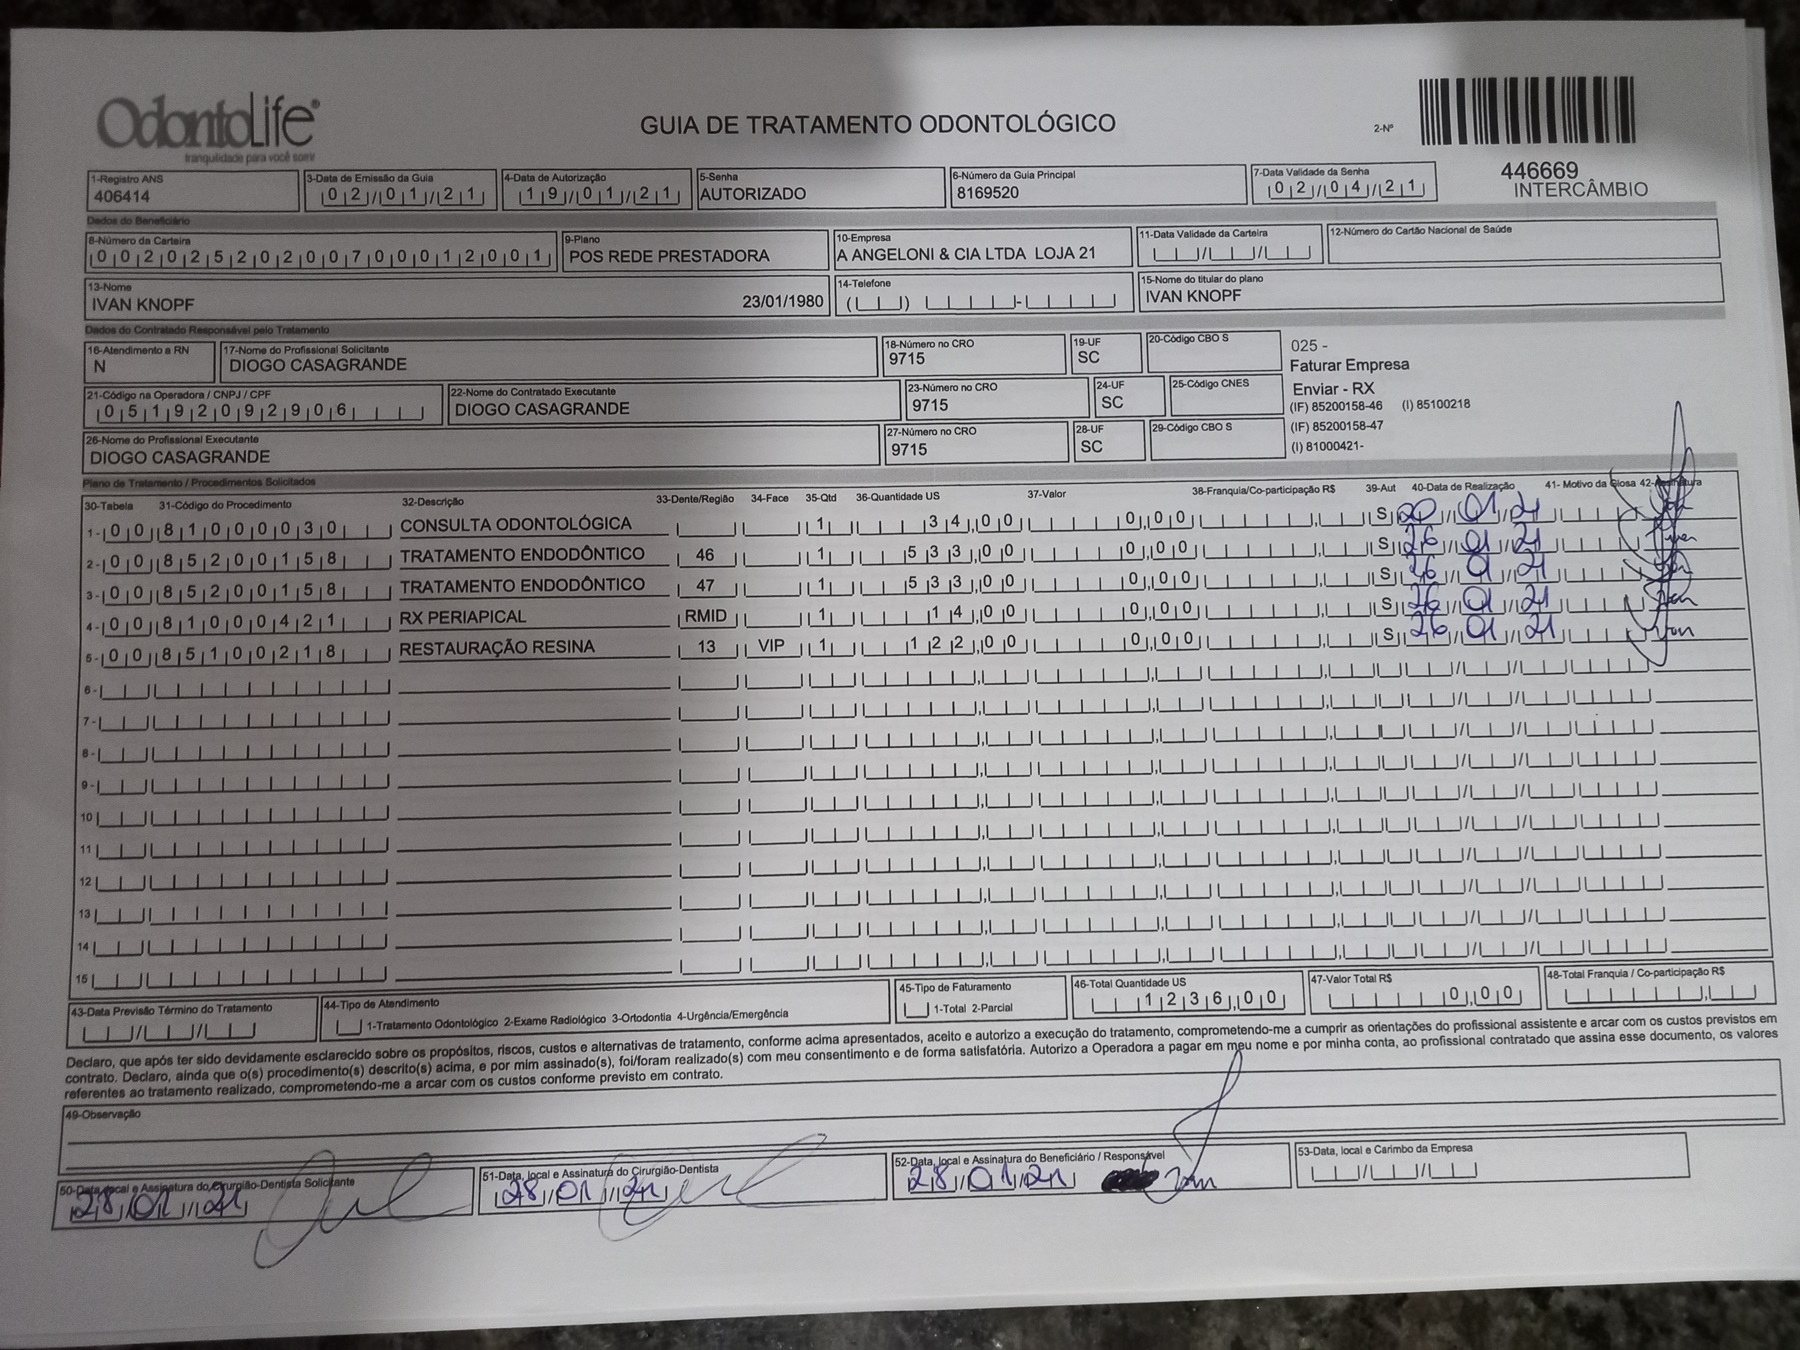 OdontoLife®
tranquilidade para você sorrir
GUIA DE TRATAMENTO ODONTOLÓGICO
2-Nº
446669
INTERCÂMBIO
1-Registro ANS
406414
3-Data de Emissão da Guia
02/01/21
4-Data de Autorização
19/01/21
5-Senha
AUTORIZADO
6-Número da Guia Principal
8169520
7-Data Validade da Senha
02/04/21
Dados do Beneficiário
8-Número da Carteira
00202520200700012001
9-Plano
POS REDE PRESTADORA
10-Empresa
A ANGELONI & CIA LTDA LOJA 21
11-Data Validade da Carteira
12-Número do Cartão Nacional de Saúde
13-Nome
IVAN KNOPF 23/01/1980
14-Telefone
15-Nome do titular do plano
IVAN KNOPF
Dados do Contratado Responsável pelo Tratamento
16-Atendimento a RN
N
17-Nome do Profissional Solicitante
DIOGO CASAGRANDE
18-Número no CRO
9715
19-UF
SC
20-Código CBO S
025 -
Faturar Empresa
Enviar - RX
(IF) 85200158-46 (I) 85100218
(IF) 85200158-47
(I) 81000421-
21-Código na Operadora / CNPJ / CPF
05192092906
22-Nome do Contratado Executante
DIOGO CASAGRANDE
23-Número no CRO
9715
24-UF
SC
25-Código CNES
26-Nome do Profissional Executante
DIOGO CASAGRANDE
27-Número no CRO
9715
28-UF
SC
29-Código CBO S
Plano de Tratamento / Procedimentos Solicitados
30-Tabela 31-Código do Procedimento 32-Descrição 33-Dente/Região 34-Face 35-Qtd 36-Quantidade US 37-Valor 38-Franquia/Co-participação R$ 39-Aut 40-Data de Realização 41- Motivo da Glosa 42-Assinatura
1- 00 81000030 CONSULTA ODONTOLÓGICA 1 34,00 0,00 S 20/01/21
2- 00 85200158 TRATAMENTO ENDODÔNTICO 46 1 533,00 0,00 S 26/01/21
3- 00 85200158 TRATAMENTO ENDODÔNTICO 47 1 533,00 0,00 S 26/01/21
4- 00 81000421 RX PERIAPICAL RMID 1 14,00 0,00 S 26/01/21
5- 00 85100218 RESTAURAÇÃO RESINA 13 VIP 1 122,00 0,00 S 26/01/21
6-
7-
8-
9-
10
11
12
13
14
15
43-Data Previsão Término do Tratamento
44-Tipo de Atendimento
1-Tratamento Odontológico 2-Exame Radiológico 3-Ortodontia 4-Urgência/Emergência
45-Tipo de Faturamento
1-Total 2-Parcial
46-Total Quantidade US
1236,00
47-Valor Total R$
0,00
48-Total Franquia / Co-participação R$
Declaro, que após ter sido devidamente esclarecido sobre os propósitos, riscos, custos e alternativas de tratamento, conforme acima apresentados, aceito e autorizo a execução do tratamento, comprometendo-me a cumprir as orientações do profissional assistente e arcar com os custos previstos em
contrato. Declaro, ainda que o(s) procedimento(s) descrito(s) acima, e por mim assinado(s), foi/foram realizado(s) com meu consentimento e de forma satisfatória. Autorizo a Operadora a pagar em meu nome e por minha conta, ao profissional contratado que assina esse documento, os valores
referentes ao tratamento realizado, comprometendo-me a arcar com os custos conforme previsto em contrato.
49-Observação
50-Data, local e Assinatura do Cirurgião-Dentista Solicitante
28/01/21
51-Data, local e Assinatura do Cirurgião-Dentista
28/01/21
52-Data, local e Assinatura do Beneficiário / Responsável
28/01/21
53-Data, local e Carimbo da Empresa